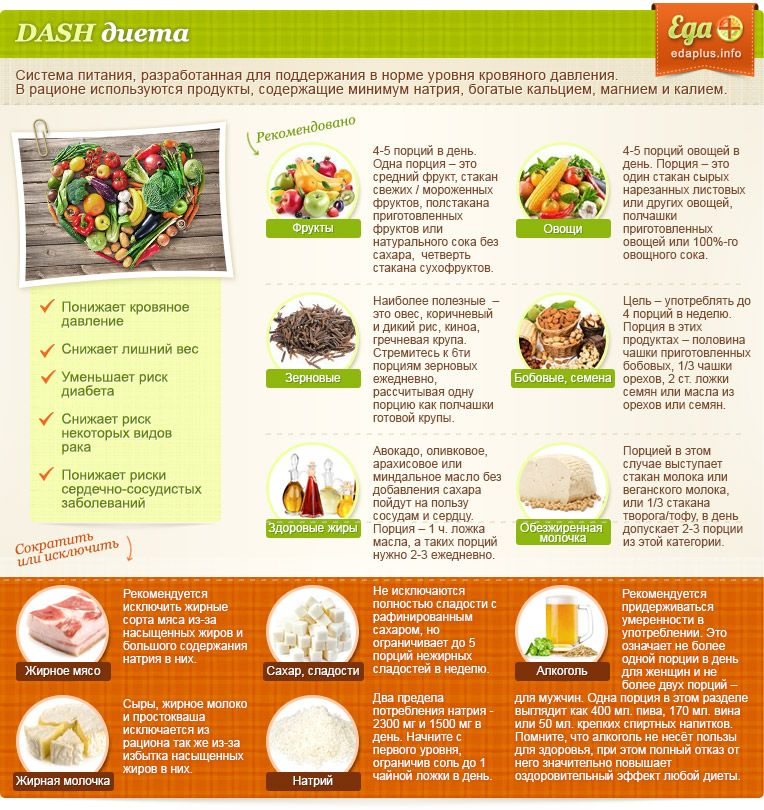 DASH диета
Еда
edaplus.info
Система питания, разработанная для поддержания в норме уровня кровяного давления.
В рационе используются продукты, содержащие минимум натрия, богатые кальцием, магнием и калием.
Понижает кровяное
давление
Снижает лишний вес
Уменьшает риск
диабета
Снижает риск
некоторых видов
рака
Понижает риски
сердечно-сосудистых
заболеваний
Рекомендовано
Фрукты
4-5 порций в день.
Одна порция – это
средний фрукт, стакан
свежих / мороженных
фруктов, полстакана
приготовленных
фруктов или
натурального сока без
сахара, четверть
стакана сухофруктов.
Овощи
4-5 порций овощей в
день. Порция – это
один стакан сырых
нарезанных листовых
или других овощей,
полчашки
приготовленных
овощей или 100%-го
овощного сока.
Зерновые
Наиболее полезные –
это овес, коричневый
и дикий рис, киноа,
гречневая крупа.
Стремитесь к 6ти
порциям зерновых
ежедневно,
рассчитывая одну
порцию как полчашки
готовой крупы.
Бобовые, семена
Цель – употреблять до
4 порций в неделю.
Порция в этих
продуктах – половина
чашки приготовленных
бобовых, 1/3 чашки
орехов, 2 ст. ложки
семян или масла из
орехов или семян.
Здоровые жиры
Авокадо, оливковое,
арахисовое или
миндальное масло без
добавления сахара
пойдут на пользу
сосудам и сердцу.
Порция – 1 ч. ложка
масла, а таких порций
нужно 2-3 ежедневно.
Обезжиренная
молочка
Порцией в этом
случае выступает
стакан молока или
веганского молока,
или 1/3 стакана
творога/тофу, в день
допускает 2-3 порции
из этой категории.
Сократить
или исключить
Жирное мясо
Рекомендуется
исключить жирные
сорта мяса из-за
насыщенных жиров и
большого содержания
натрия в них.
Сахар, сладости
Не исключаются
полностью сладости с
рафинированным
сахаром, но
ограничивает до 5
порций нежирных
сладостей в неделю.
Алкоголь
Рекомендуется
придерживаться
умеренности в
употреблении. Это
означает не более
одной порции в день
для женщин и не
более двух порций –
для мужчин. Одна порция в этом разделе
выглядит как 400 мл. пива, 170 мл. вина
или 50 мл. крепких спиртных напитков.
Помните, что алкоголь не несёт пользы
для здоровья, при этом полный отказ от
него значительно повышает
оздоровительный эффект любой диеты.
Жирная молочка
Сыры, жирное молоко
и простокваша
исключается из
рациона так же из-за
избытка насыщенных
жиров в них.
Натрий
Два предела
потребления натрия -
2300 мг и 1500 мг в
день. Начните с
первого уровня,
ограничив соль до 1
чайной ложки в день.